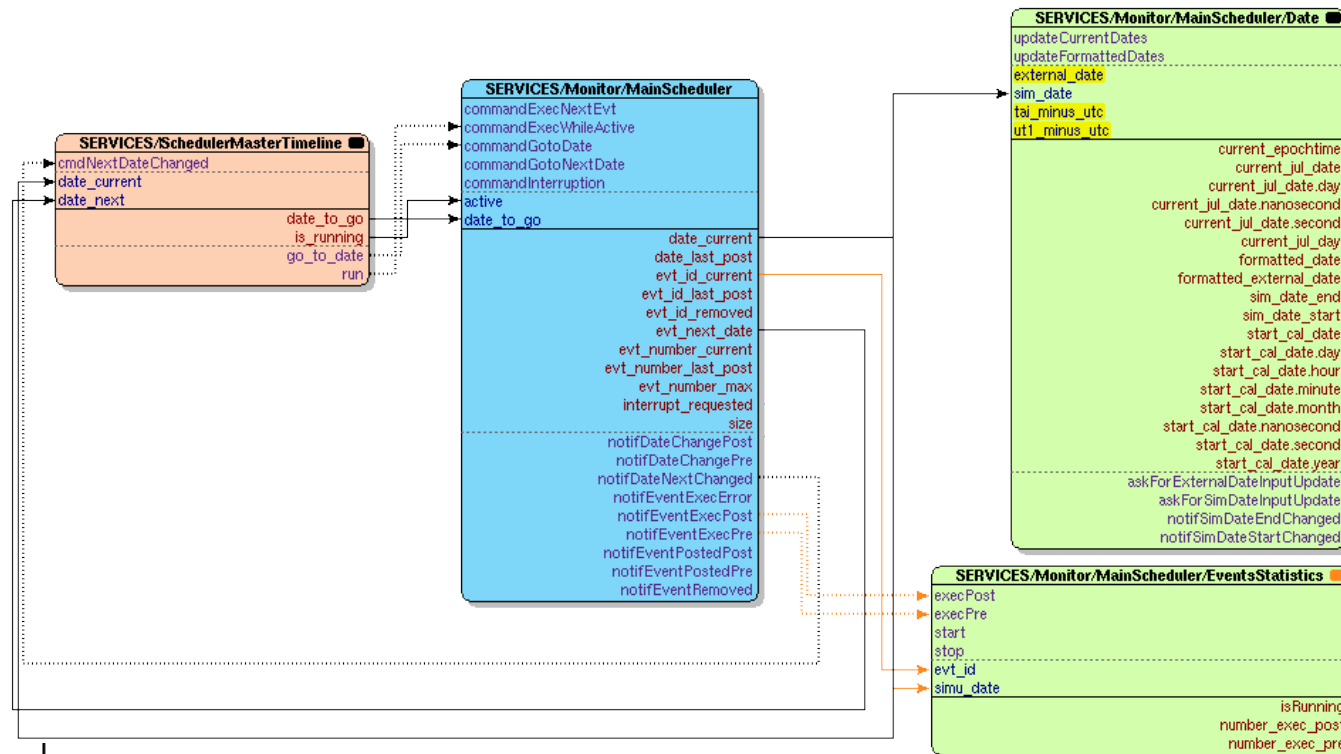 SERVICES/SchedulerMasterTimeline
cmdNextDateChanged
date_current
date_next
date_to_go
is_running
go_to_date
run
SERVICES/Monitor/MainScheduler
commandExecNextEvt
commandExecWhileActive
commandGotoDate
commandGotoNextDate
commandInterruption
active
date_to_go
date_current
date_last_post
evt_id_current
evt_id_last_post
evt_id_removed
evt_next_date
evt_number_current
evt_number_last_post
evt_number_max
interrupt_requested
size
notifDateChangePost
notifDateChangePre
notifDateNextChanged
notifEventExecError
notifEventExecPost
notifEventExecPre
notifEventPostedPost
notifEventPostedPre
notifEventRemoved
SERVICES/Monitor/MainScheduler/Date
updateCurrentDates
updateFormattedDates
external_date
sim_date
tai_minus_utc
ut1_minus_utc
current_epochtime
current_jul_date
current_jul_date.day
current_jul_date.nanosecond
current_jul_date.second
current_jul_day
formatted_date
formatted_external_date
sim_date_end
sim_date_start
start_cal_date
start_cal_date.day
start_cal_date.hour
start_cal_date.minute
start_cal_date.month
start_cal_date.nanosecond
start_cal_date.second
start_cal_date.year
askForExternalDateInputUpdate
askForSimDateInputUpdate
notifSimDateEndChanged
notifSimDateStartChanged
SERVICES/Monitor/MainScheduler/EventsStatistics
execPost
execPre
start
stop
evt_id
simu_date
isRunning
number_exec_post
number_exec_pre